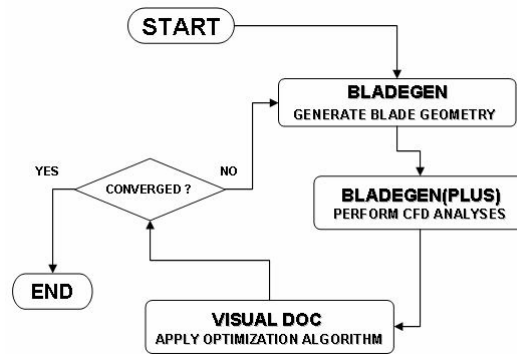 START
BLADEGEN
GENERATE BLADE GEOMETRY
YES
NO
CONVERGED ?
BLADEGEN(PLUS)
PERFORM CFD ANALYSES
END
VISUAL DOC
APPLY OPTIMIZATION ALGORITHM